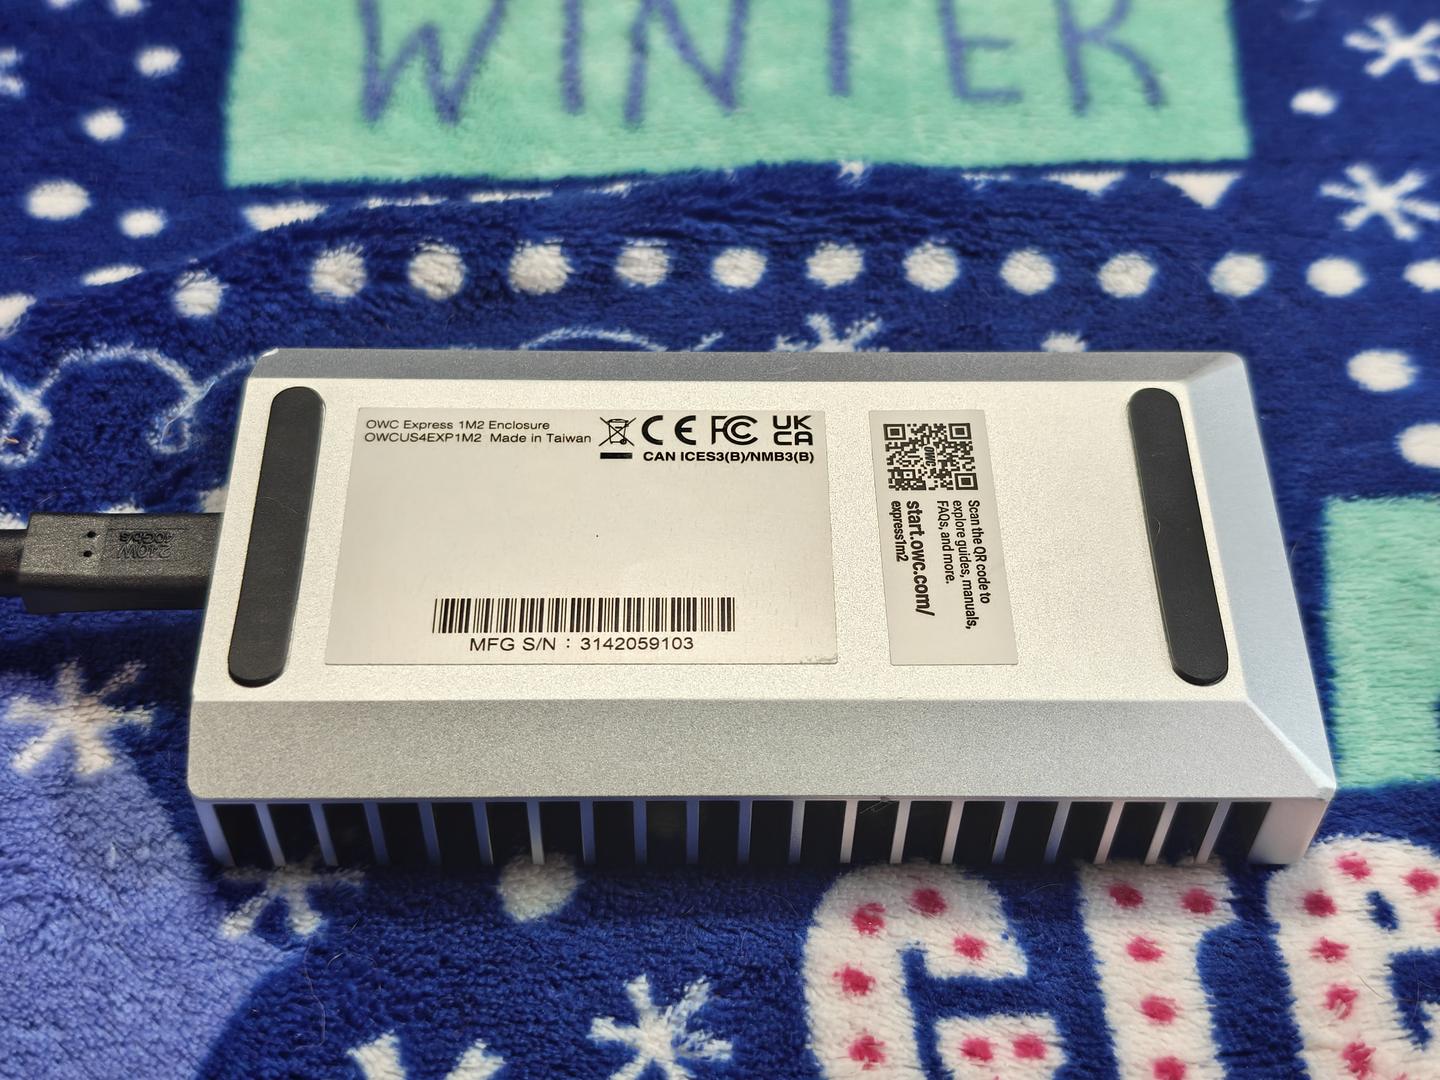 WINTER
OWC Express 1M2 Enclosure
OWCUS4EXP1M2 Made in Taiwan
CE FC UK CA
CAN ICES3(B)/NMB3(B)
MFG S/N : 3142059103
OWC
Scan the QR code to
explore guides, manuals,
FAQs, and more.
start.owc.com/
express1m2
240W
40Gb/s